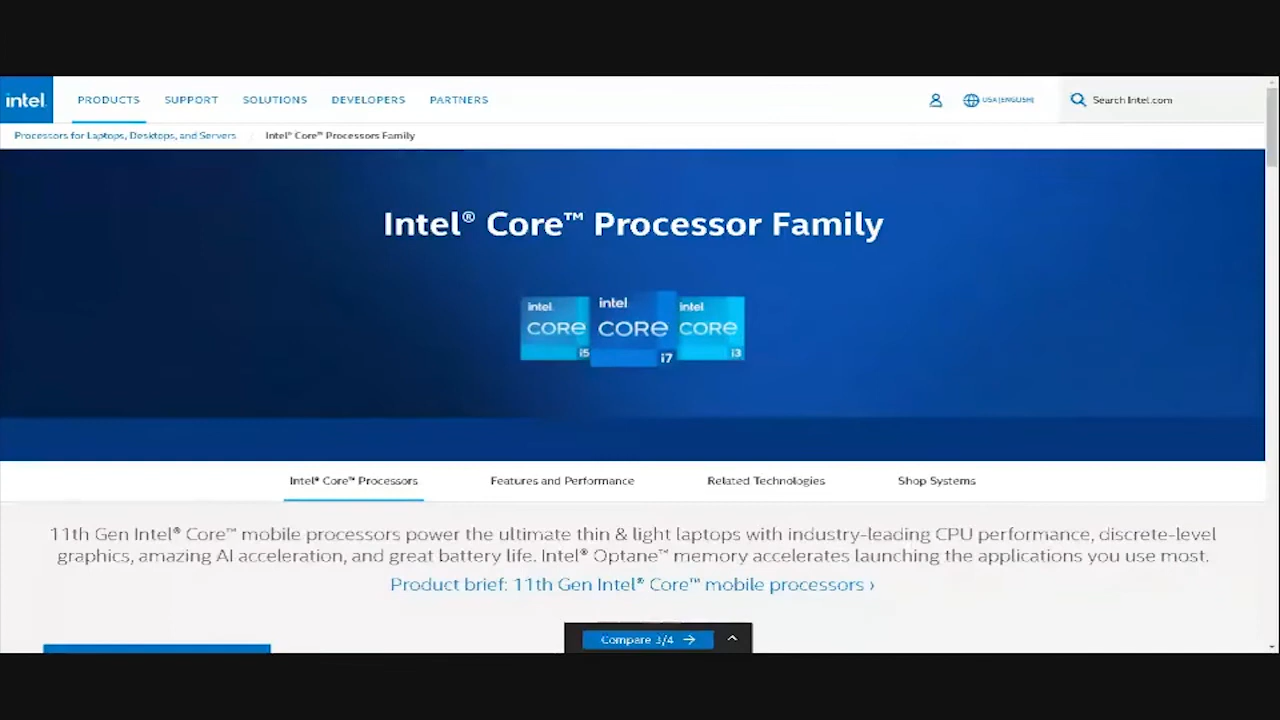 intel.
PRODUCTS SUPPORT SOLUTIONS DEVELOPERS PARTNERS USA (ENGLISH) Search Intel.com
Processors for Laptops, Desktops, and Servers Intel® Core™ Processors Family
Intel® Core™ Processor Family
intel. CORE i5
intel CORE i7
intel CORE i3
Intel® Core™ Processors Features and Performance Related Technologies Shop Systems
11th Gen Intel® Core™ mobile processors power the ultimate thin & light laptops with industry-leading CPU performance, discrete-level
graphics, amazing AI acceleration, and great battery life. Intel® Optane™ memory accelerates launching the applications you use most.
Product brief: 11th Gen Intel® Core™ mobile processors ›
Compare 3/4 →